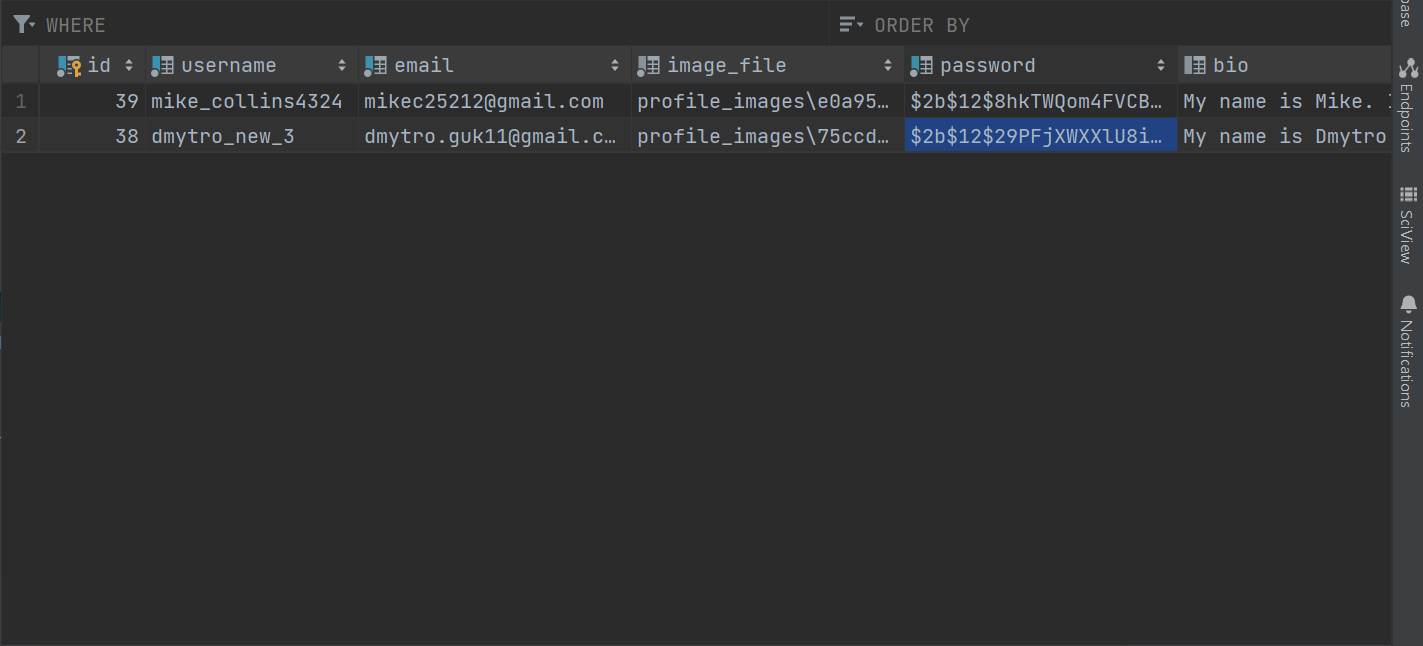 WHERE ORDER BY
id username email image_file password bio
1 39 mike_collins4324 mikec25212@gmail.com profile_images\e0a95… $2b$12$8hkTWQom4FVCB… My name is Mike.
2 38 dmytro_new_3 dmytro.guk11@gmail.c… profile_images\75ccd… $2b$12$29PFjXWXXlU8i… My name is Dmytro
base
Endpoints
SciView
Notifications